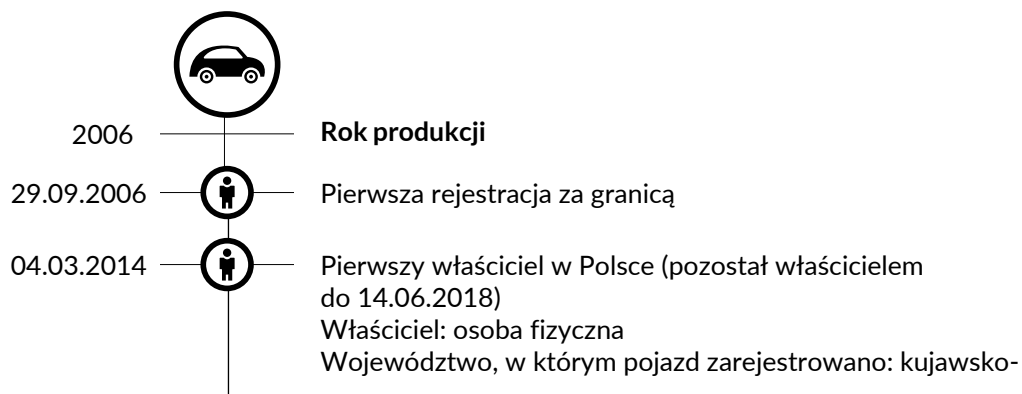 2006 Rok produkcji
29.09.2006 Pierwsza rejestracja za granicą
04.03.2014 Pierwszy właściciel w Polsce (pozostał właścicielem
do 14.06.2018)
Właściciel: osoba fizyczna
Województwo, w którym pojazd zarejestrowano: kujawsko-